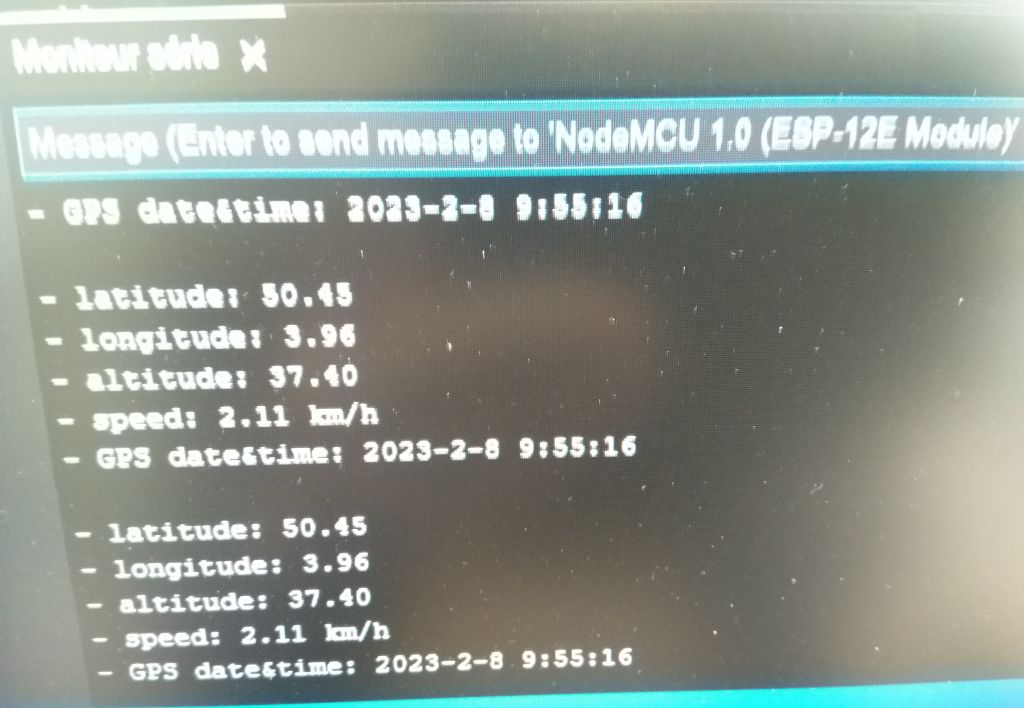 Moniteur série ×
Message (Enter to send message to 'NodeMCU 1.0 (ESP-12E Module)'
- GPS date&time: 2023-2-8 9:55:16
- latitude: 50.45
- longitude: 3.96
- altitude: 37.40
- speed: 2.11 km/h
- GPS date&time: 2023-2-8 9:55:16
- latitude: 50.45
- longitude: 3.96
- altitude: 37.40
- speed: 2.11 km/h
- GPS date&time: 2023-2-8 9:55:16